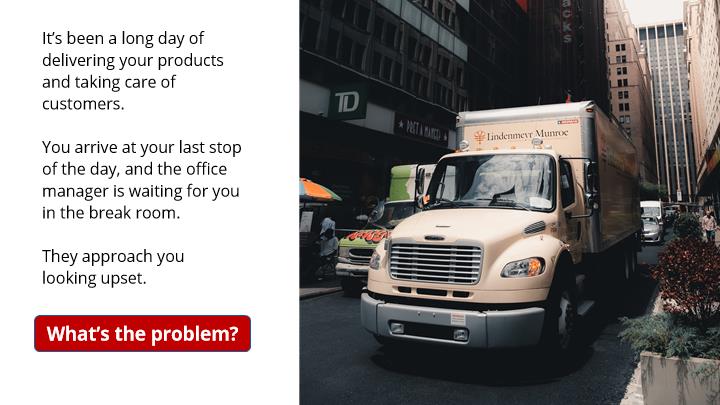 It’s been a long day of
delivering your products
and taking care of
customers.
You arrive at your last stop
of the day, and the office
manager is waiting for you
in the break room.
They approach you
looking upset.
What’s the problem?
TD
PRET A MANGER
Lindenmeyr Munroe